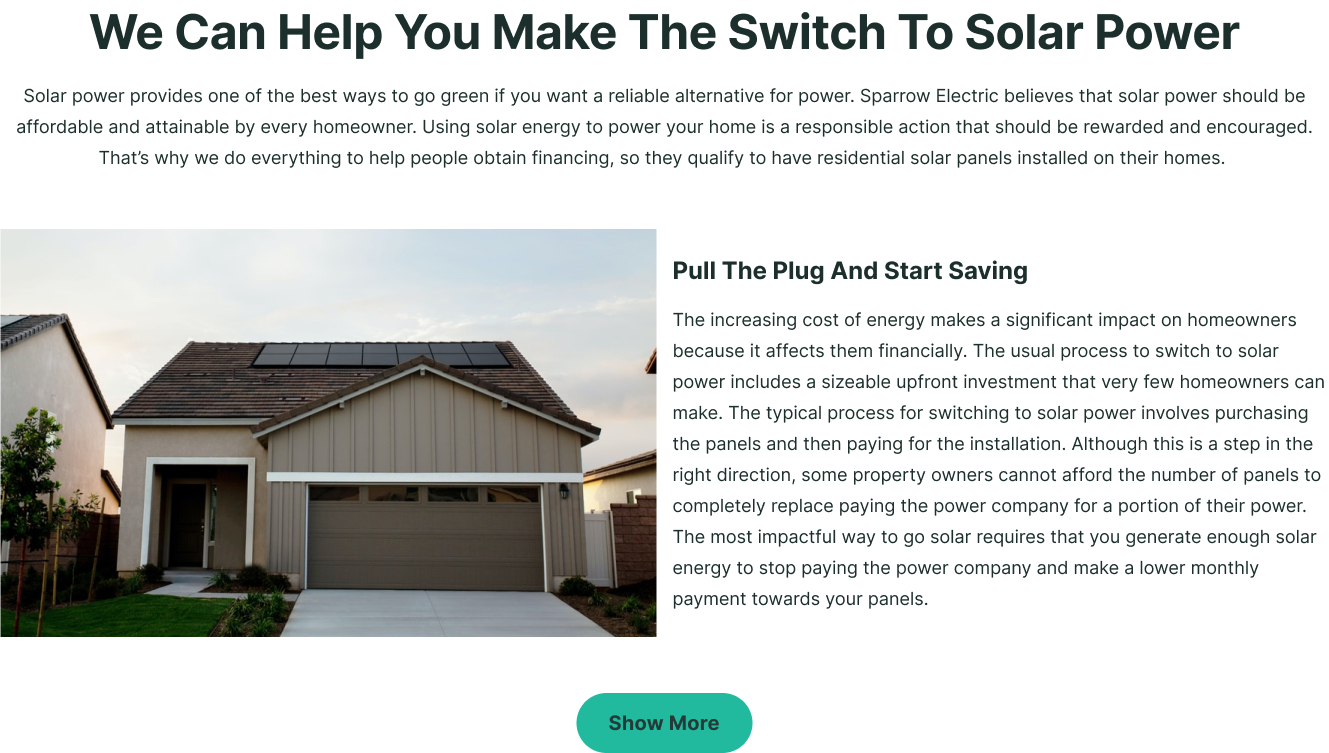 We Can Help You Make The Switch To Solar Power
Solar power provides one of the best ways to go green if you want a reliable alternative for power. Sparrow Electric believes that solar power should be
affordable and attainable by every homeowner. Using solar energy to power your home is a responsible action that should be rewarded and encouraged.
That’s why we do everything to help people obtain financing, so they qualify to have residential solar panels installed on their homes.
Pull The Plug And Start Saving
The increasing cost of energy makes a significant impact on homeowners
because it affects them financially. The usual process to switch to solar
power includes a sizeable upfront investment that very few homeowners can
make. The typical process for switching to solar power involves purchasing
the panels and then paying for the installation. Although this is a step in the
right direction, some property owners cannot afford the number of panels to
completely replace paying the power company for a portion of their power.
The most impactful way to go solar requires that you generate enough solar
energy to stop paying the power company and make a lower monthly
payment towards your panels.
Show More